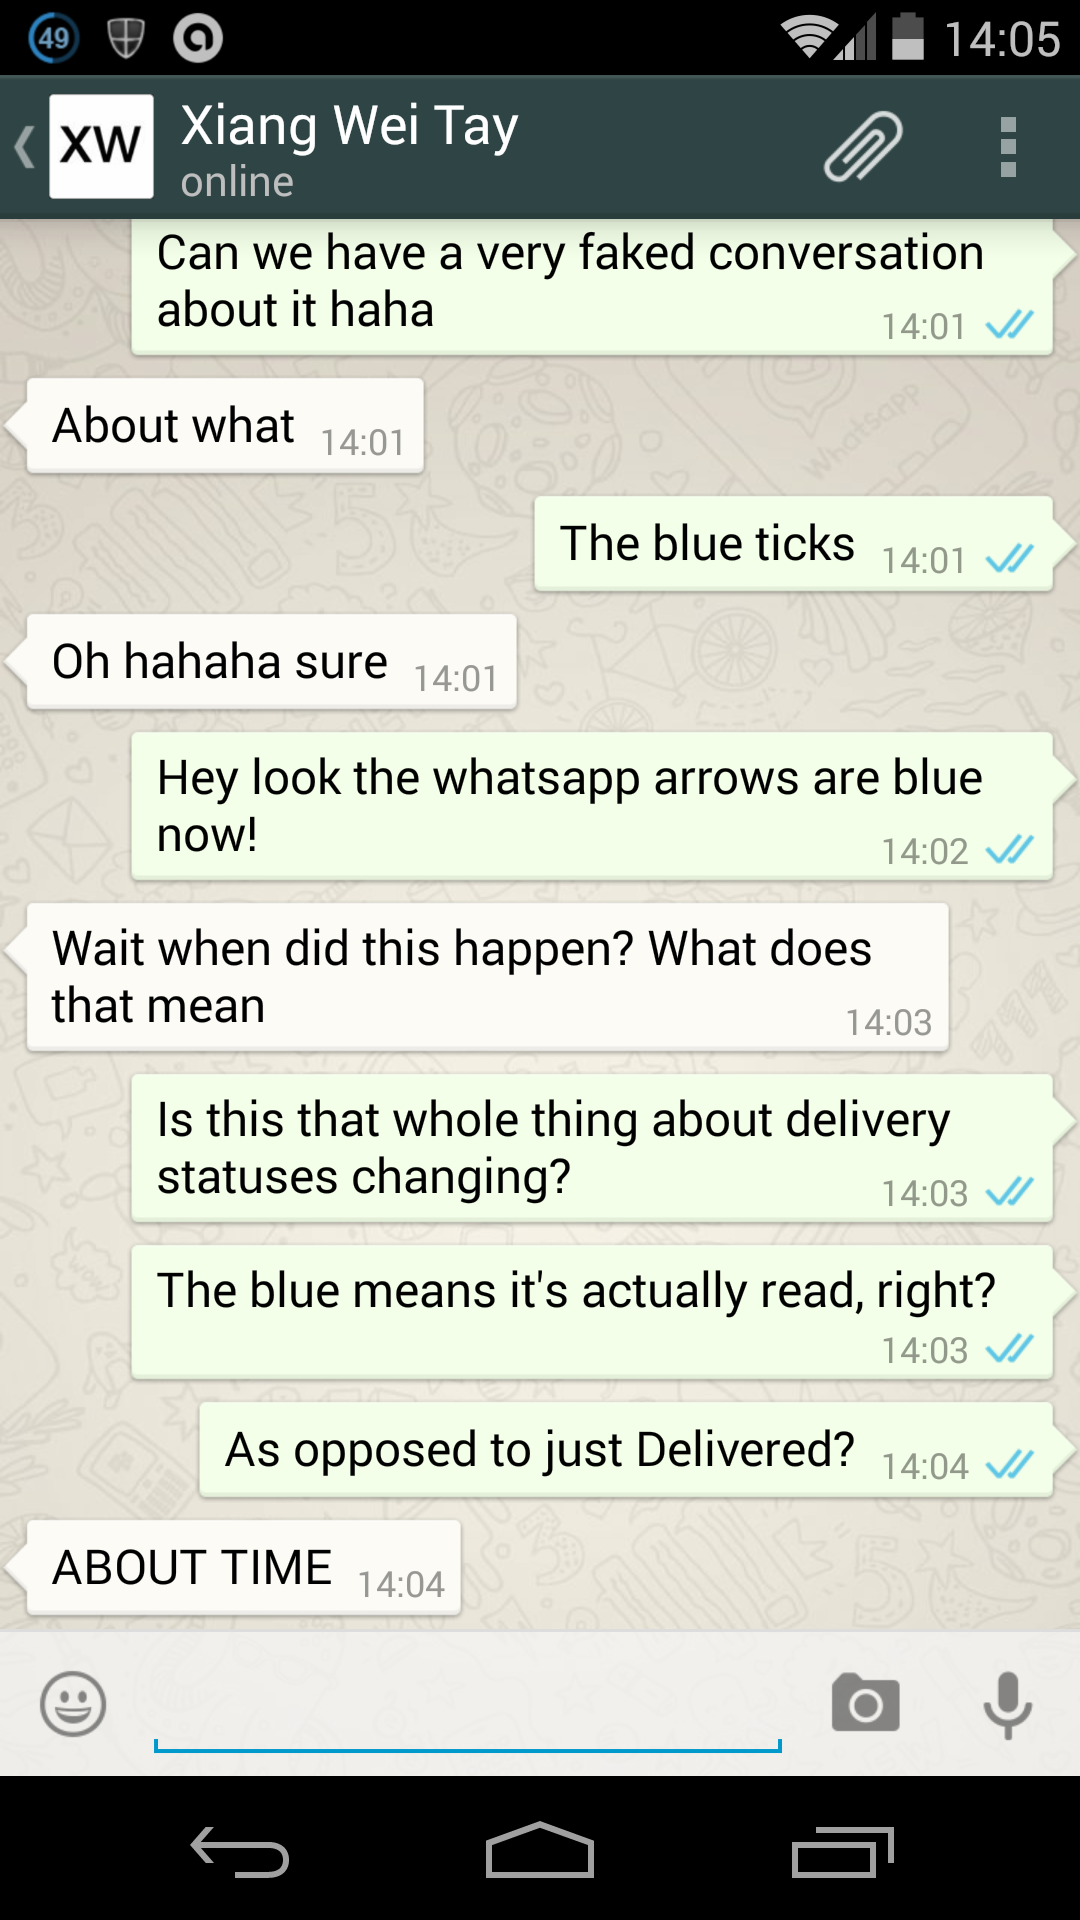 49
14:05
XW
Xiang Wei Tay
online
Can we have a very faked conversation
about it haha
14:01
About what 14:01
The blue ticks 14:01
Oh hahaha sure 14:01
Hey look the whatsapp arrows are blue
now!
14:02
Wait when did this happen? What does
that mean
14:03
Is this that whole thing about delivery
statuses changing?
14:03
The blue means it's actually read, right?
14:03
As opposed to just Delivered? 14:04
ABOUT TIME 14:04